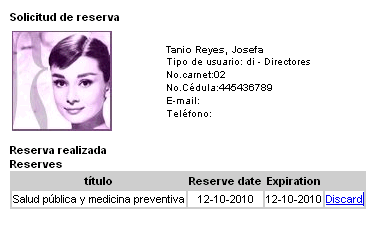 Solicitud de reserva
Tanio Reyes, Josefa
Tipo de usuario: di - Directores
No.carnet:02
No.Cédula:445436789
E-mail:
Teléfono:
Reserva realizada
Reserves
título Reserve date Expiration
Salud pública y medicina preventiva 12-10-2010 12-10-2010 Discard